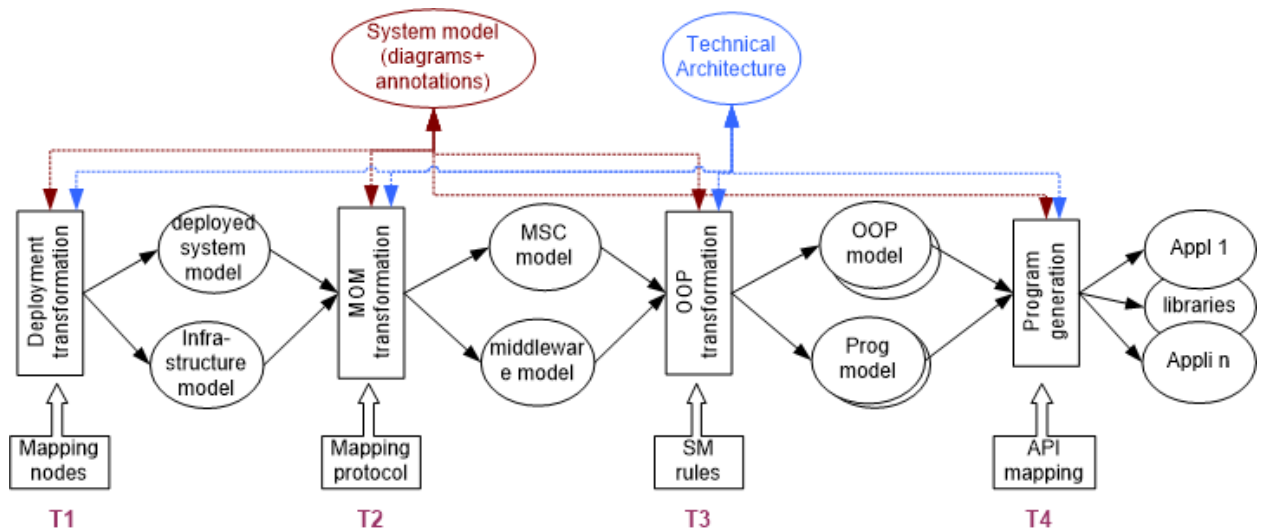 System model
(diagrams+
annotations)
Technical
Architecture
Deployment
transformation
deployed
system
model
Infra-
structure
model
MOM
transformation
MSC
model
middlewar
e model
OOP
transformation
OOP
model
Prog
model
Program
generation
Appl 1
libraries
Appli n
Mapping
nodes
Mapping
protocol
SM
rules
API
mapping
T1
T2
T3
T4